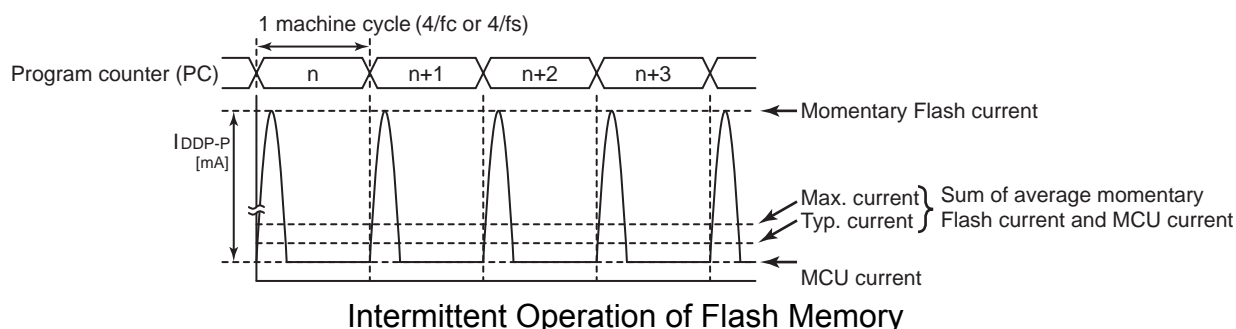 1 machine cycle (4/fc or 4/fs)
Program counter (PC)
n
n+1
n+2
n+3
Momentary Flash current
IDDP-P
[mA]
Max. current
Typ. current
Sum of average momentary
Flash current and MCU current
MCU current
Intermittent Operation of Flash Memory